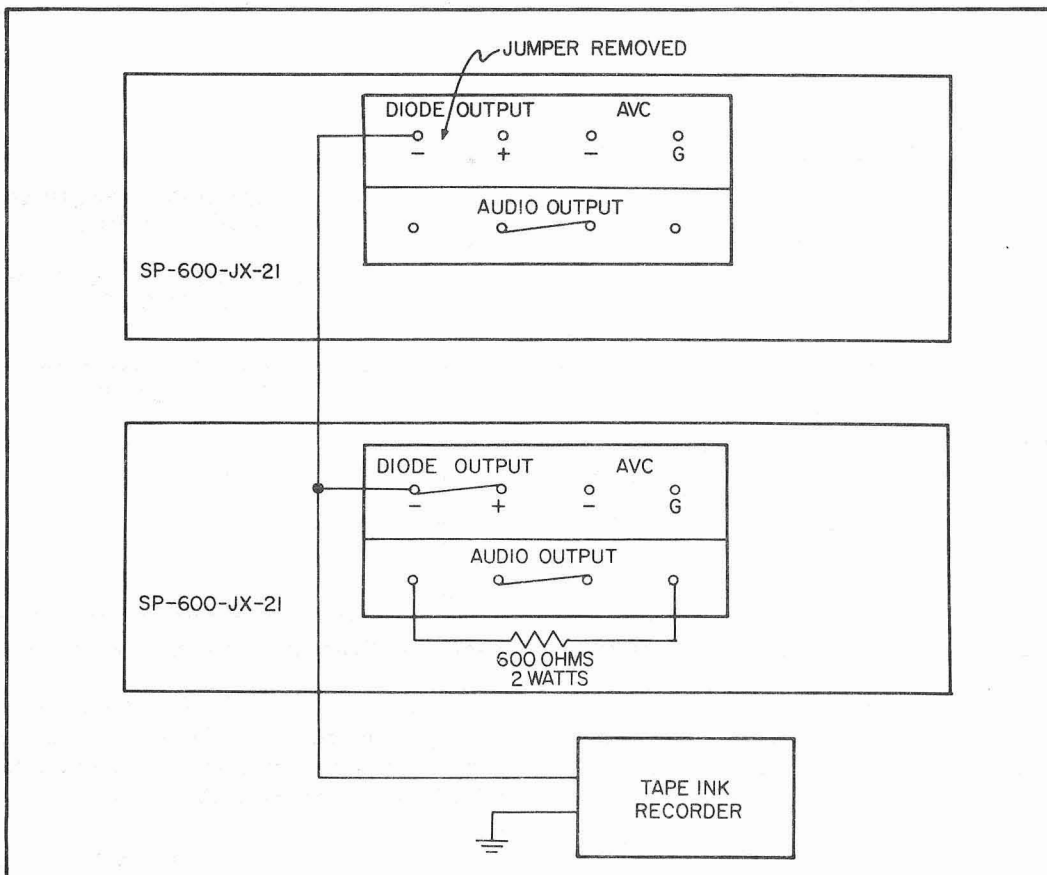 JUMPER REMOVED
DIODE OUTPUT AVC
- + - G
AUDIO OUTPUT
SP-600-JX-21
DIODE OUTPUT AVC
- + - G
AUDIO OUTPUT
SP-600-JX-21
600 OHMS
2 WATTS
TAPE INK
RECORDER